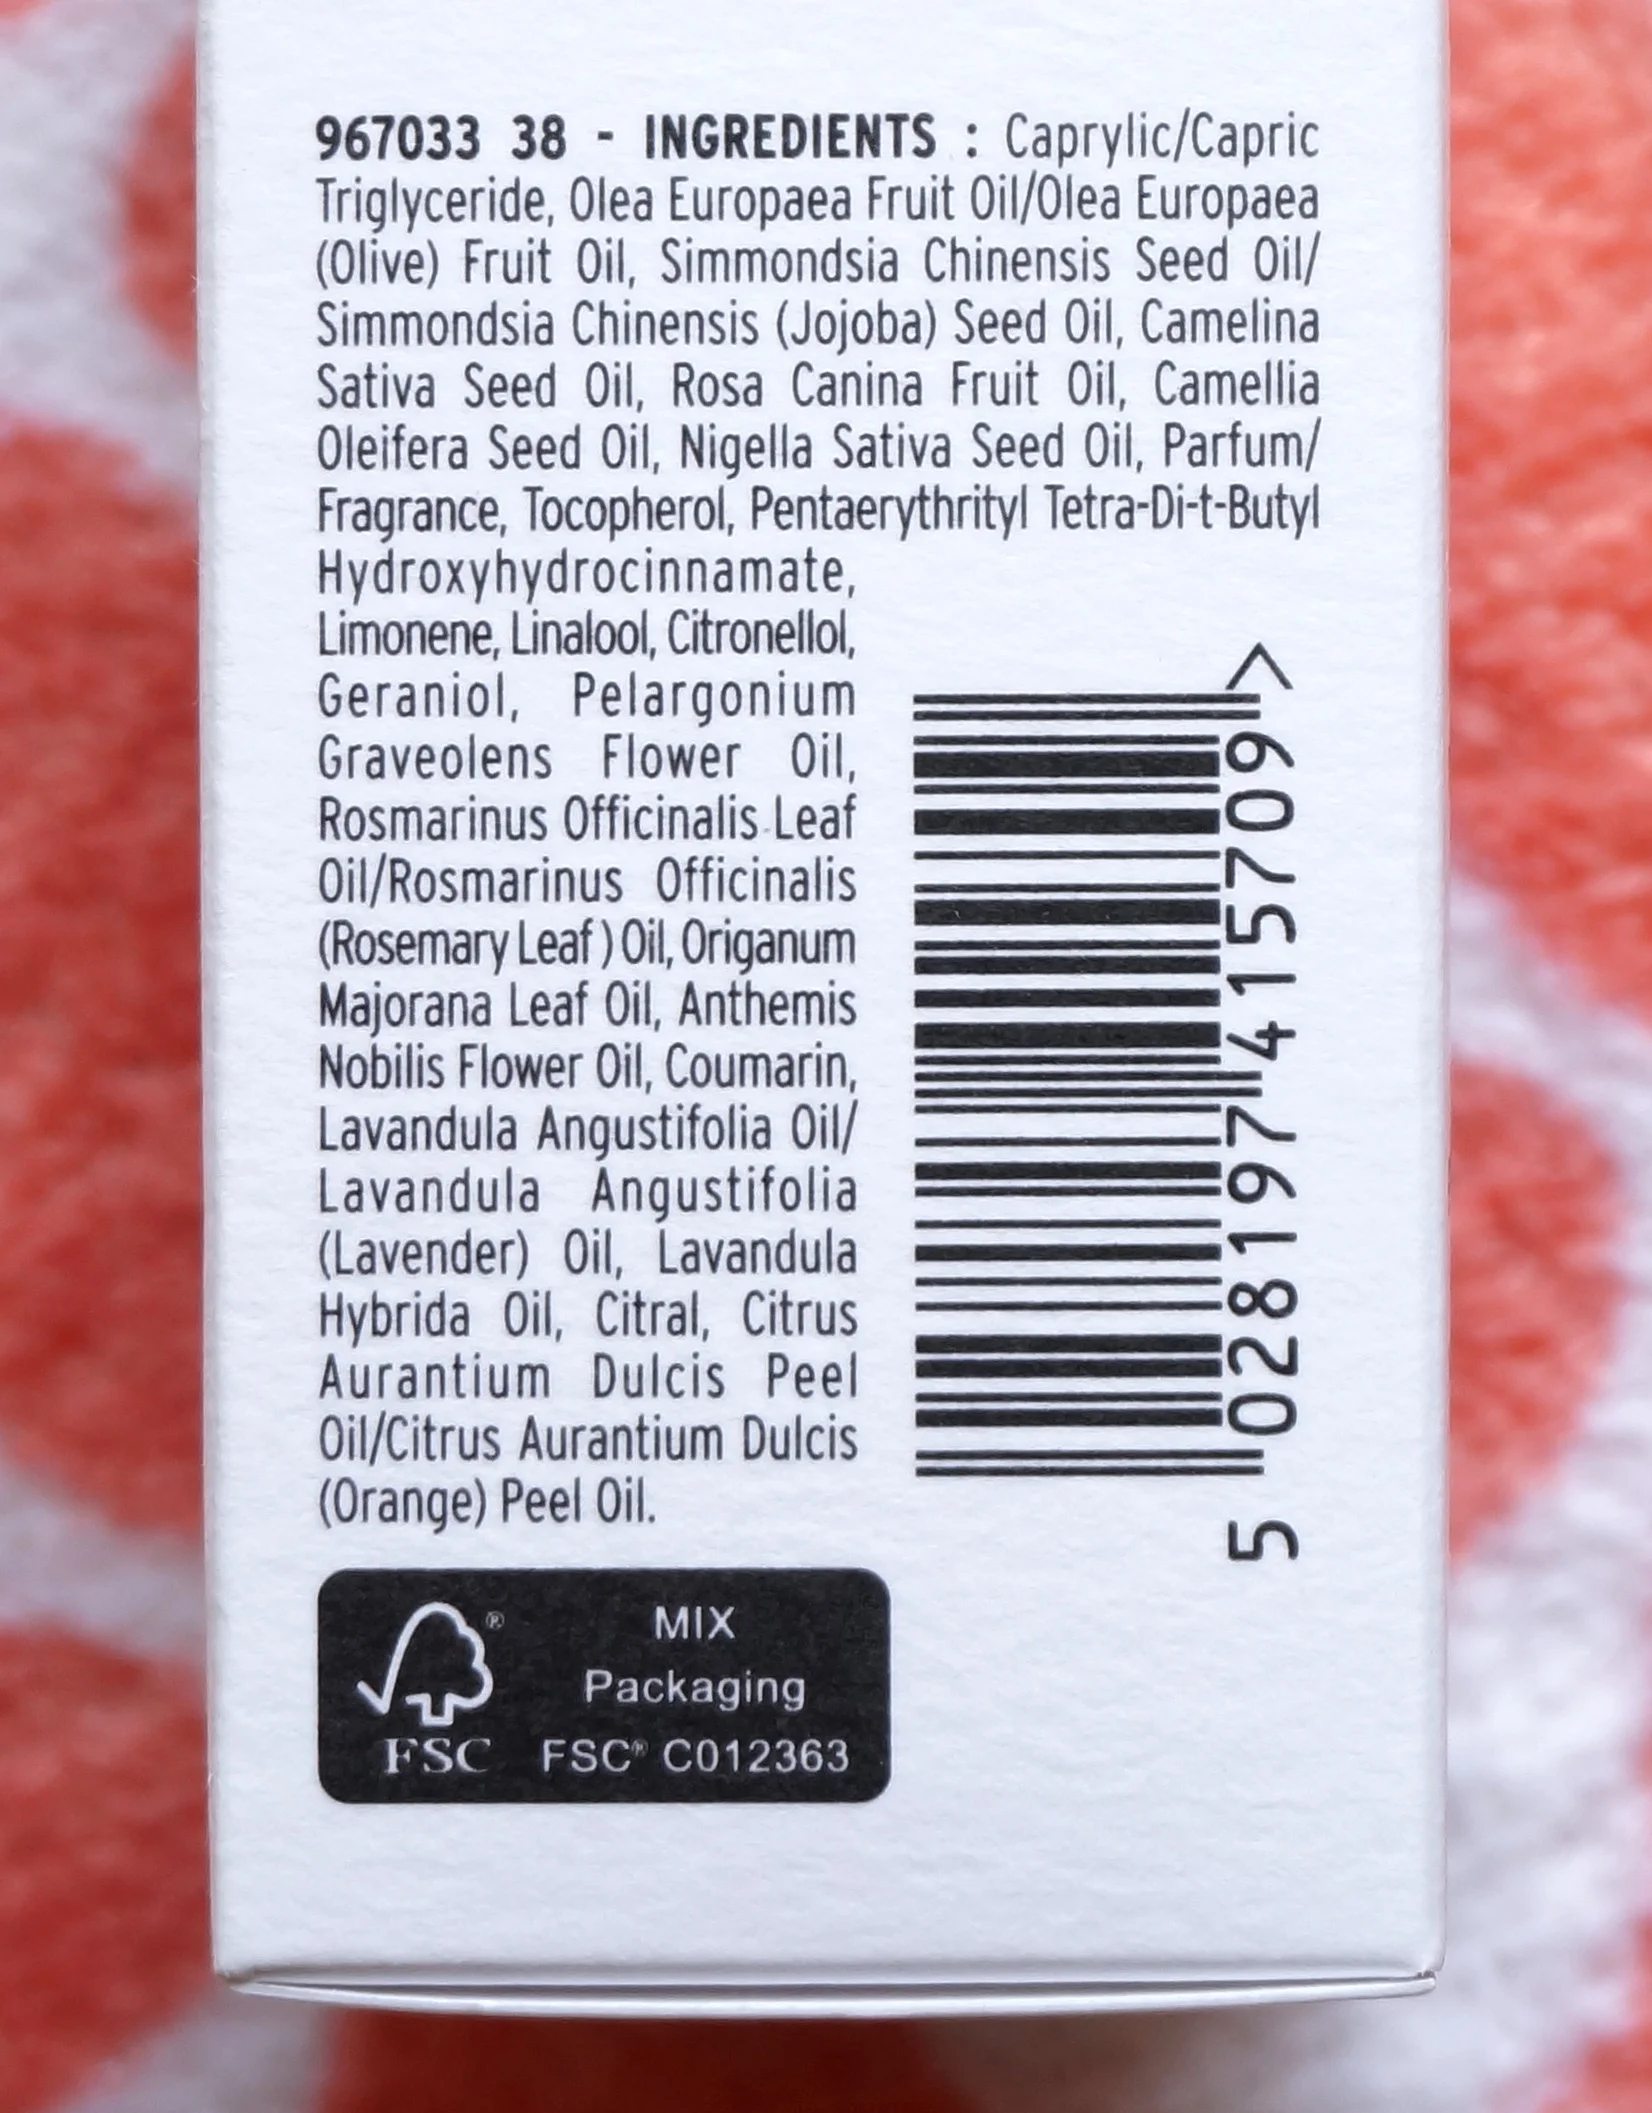 967033 38 - INGREDIENTS : Caprylic/Capric
Triglyceride, Olea Europaea Fruit Oil/Olea Europaea
(Olive) Fruit Oil, Simmondsia Chinensis Seed Oil/
Simmondsia Chinensis (Jojoba) Seed Oil, Camelina
Sativa Seed Oil, Rosa Canina Fruit Oil, Camellia
Oleifera Seed Oil, Nigella Sativa Seed Oil, Parfum/
Fragrance, Tocopherol, Pentaerythrityl Tetra-Di-t-Butyl
Hydroxyhydrocinnamate,
Limonene, Linalool, Citronellol,
Geraniol, Pelargonium
Graveolens Flower Oil,
Rosmarinus Officinalis Leaf
Oil/Rosmarinus Officinalis
(Rosemary Leaf ) Oil, Origanum
Majorana Leaf Oil, Anthemis
Nobilis Flower Oil, Coumarin,
Lavandula Angustifolia Oil/
Lavandula Angustifolia
(Lavender) Oil, Lavandula
Hybrida Oil, Citral, Citrus
Aurantium Dulcis Peel
Oil/Citrus Aurantium Dulcis
(Orange) Peel Oil.
5 028197 415709 >
MIX
Packaging
FSC® C012363
®
FSC